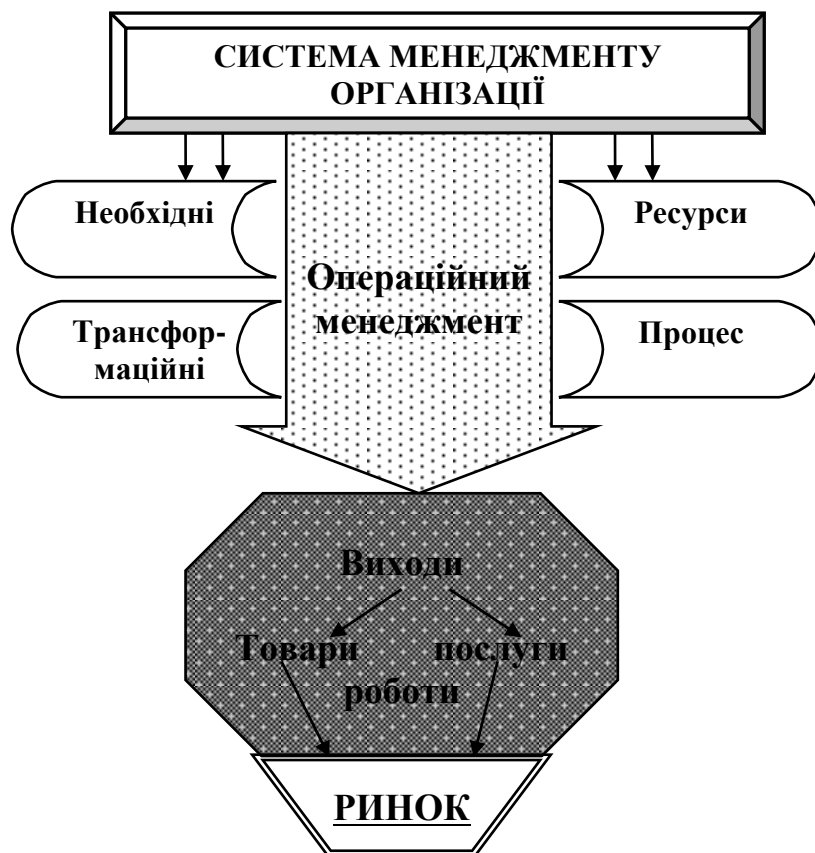 СИСТЕМА МЕНЕДЖМЕНТУ
ОРГАНІЗАЦІЇ
Необхідні
Ресурси
Операційний
менеджмент
Трансфор-
маційні
Процес
Виходи
Товари
послуги
роботи
РИНОК